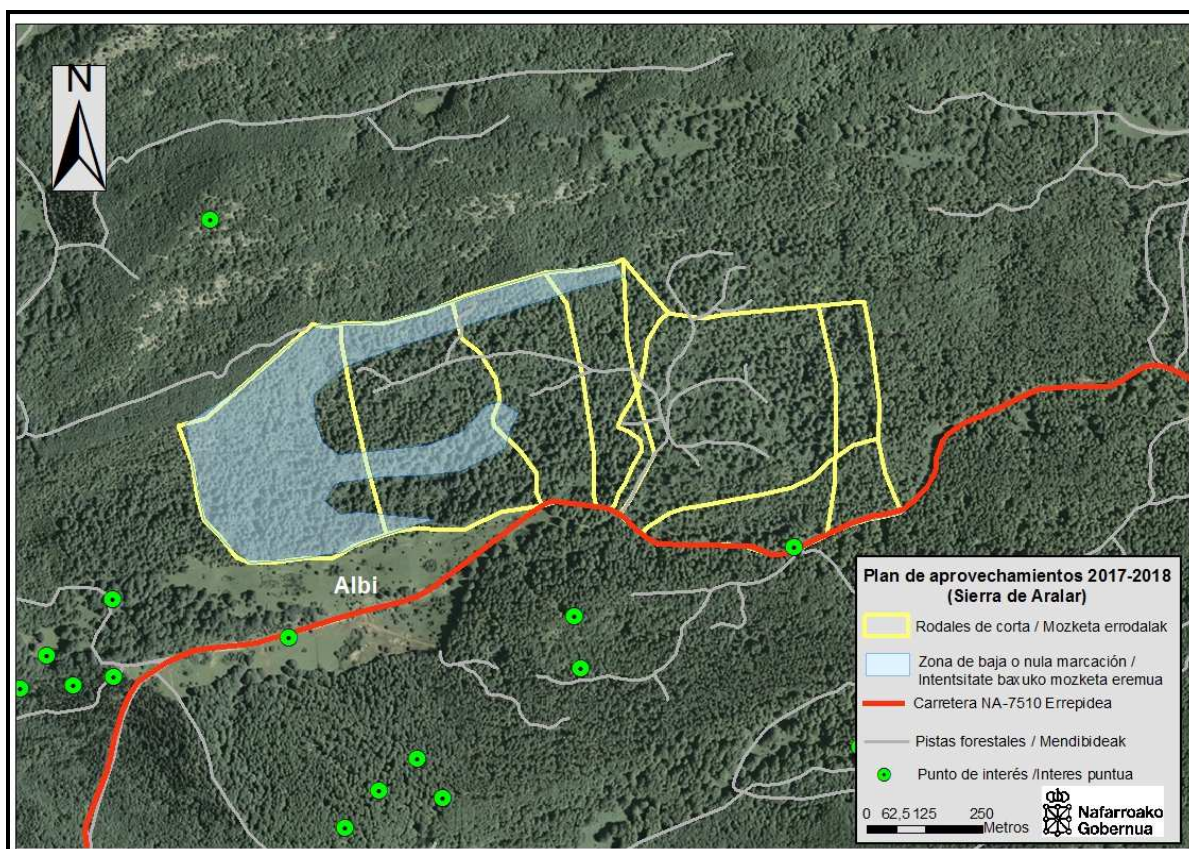 N
Albi
Plan de aprovechamientos 2017-2018
(Sierra de Aralar)
Rodales de corta / Mozketa errodalak
Zona de baja o nula marcación /
Intentsitate baxuko mozketa eremua
Carretera NA-7510 Errepidea
Pistas forestales / Mendibideak
Punto de interés /Interes puntua
0 62,5 125 250
Metros
Nafarroako
Gobernua